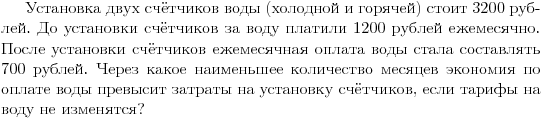 Установка двух счётчиков воды (холодной и горячей) стоит 3200 руб-
лей. До установки счётчиков за воду платили 1200 рублей ежемесячно.
После установки счётчиков ежемесячная оплата воды стала составлять
700 рублей. Через какое наименьшее количество месяцев экономия по
оплате воды превысит затраты на установку счётчиков, если тарифы на
воду не изменятся?